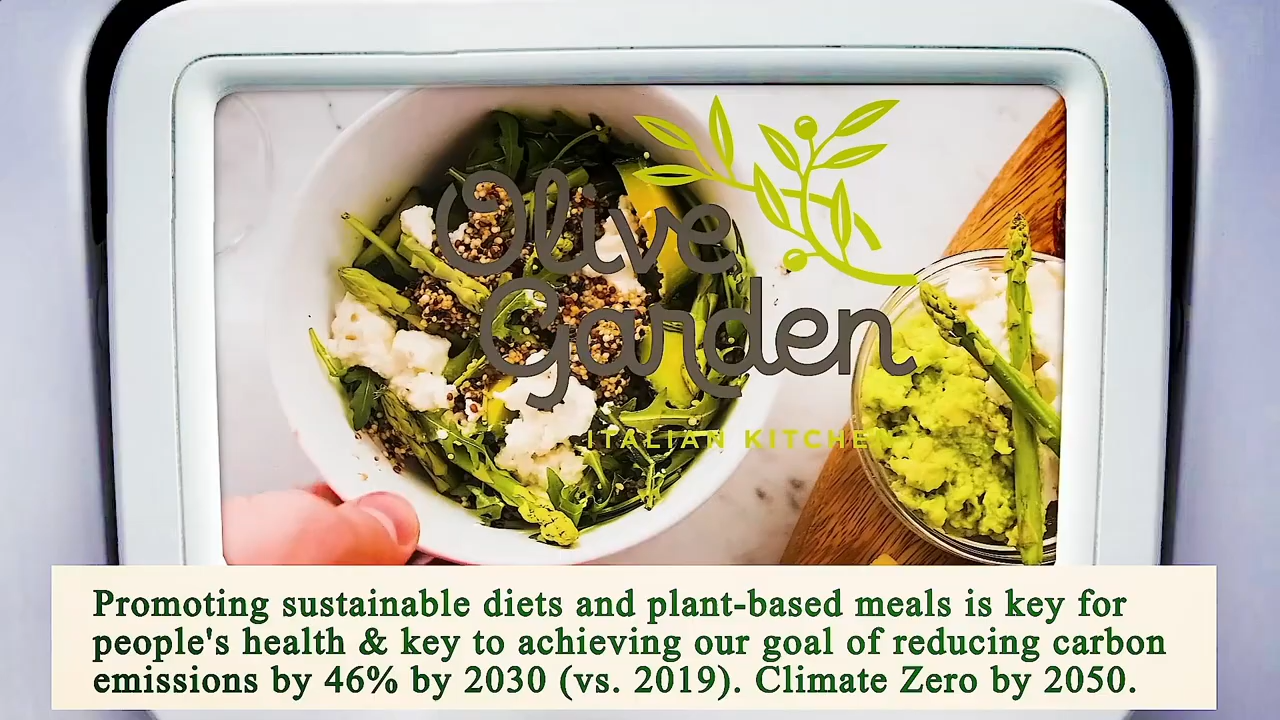 Olive
Garden
ITALIAN KITCHEN
Promoting sustainable diets and plant-based meals is key for
people's health & key to achieving our goal of reducing carbon
emissions by 46% by 2030 (vs. 2019). Climate Zero by 2050.